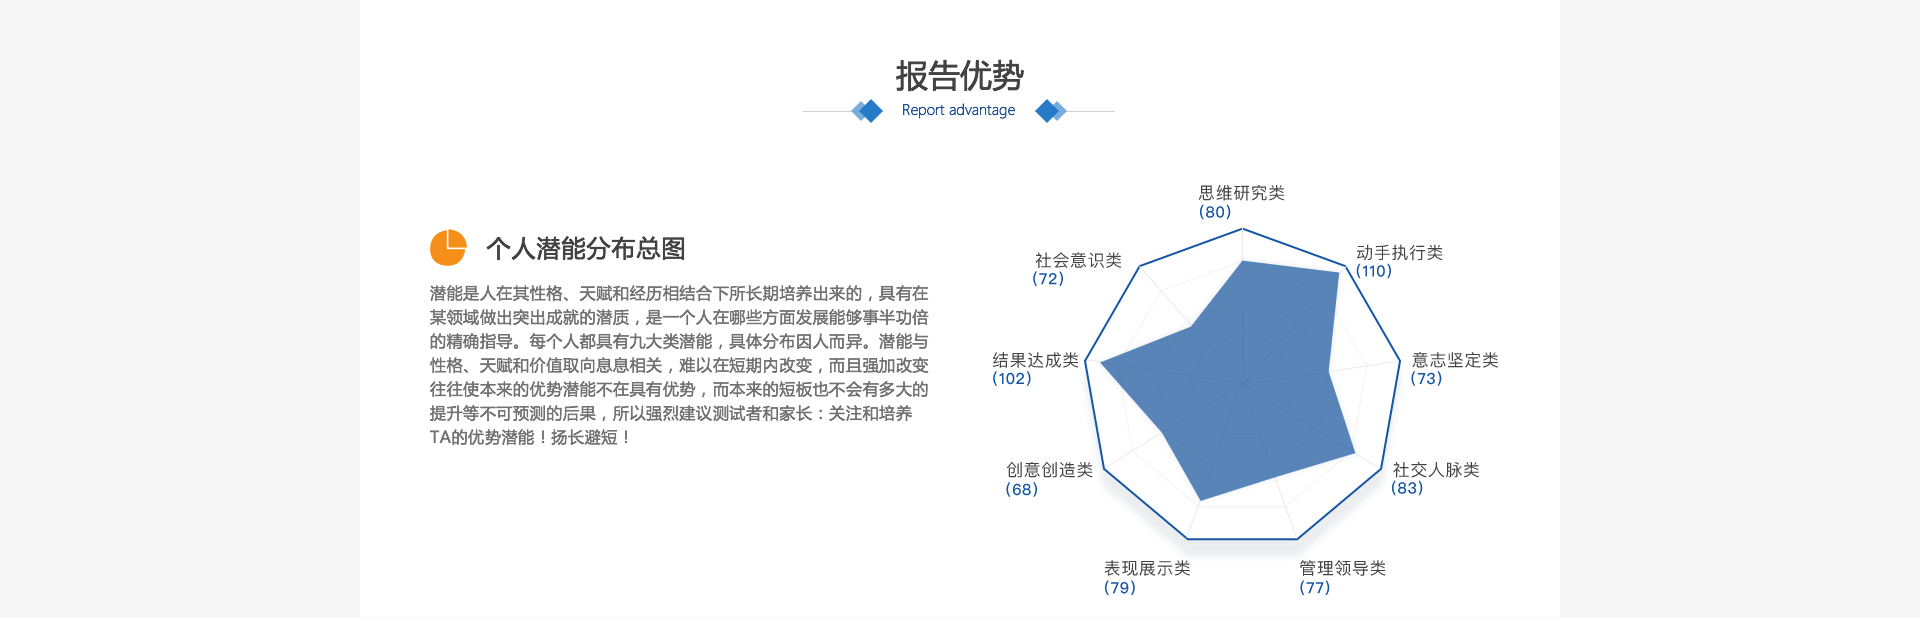 报告优势
Report advantage
个人潜能分布总图
潜能是人在其性格、天赋和经历相结合下所长期培养出来的，具有在
某领域做出突出成就的潜质，是一个人在哪些方面发展能够事半功倍
的精确指导。每个人都具有九大类潜能，具体分布因人而异。潜能与
性格、天赋和价值取向息息相关，难以在短期内改变，而且强加改变
往往使本来的优势潜能不在具有优势，而本来的短板也不会有多大的
提升等不可预测的后果，所以强烈建议测试者和家长：关注和培养
TA的优势潜能！扬长避短！
思维研究类
(80)
动手执行类
(110)
意志坚定类
(73)
社交人脉类
(83)
管理领导类
(77)
表现展示类
(79)
创意创造类
(68)
结果达成类
(102)
社会意识类
(72)